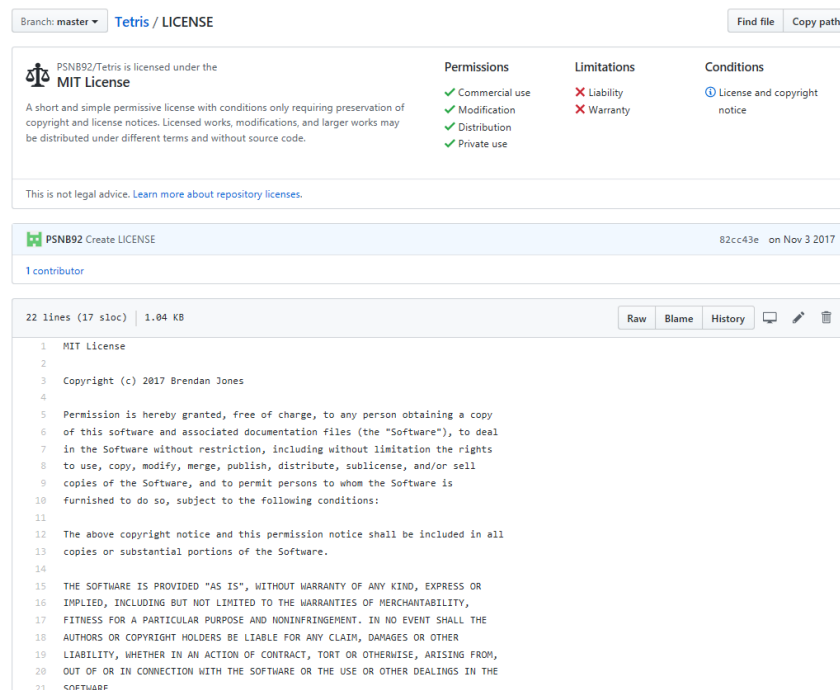 Branch: master Tetris / LICENSE Find file Copy path
PSNB92/Tetris is licensed under the
MIT License
A short and simple permissive license with conditions only requiring preservation of
copyright and license notices. Licensed works, modifications, and larger works may
be distributed under different terms and without source code.
Permissions
Commercial use
Modification
Distribution
Private use
Limitations
Liability
Warranty
Conditions
License and copyright
notice
This is not legal advice. Learn more about repository licenses.
PSNB92 Create LICENSE 82cc43e on Nov 3 2017
1 contributor
22 lines (17 sloc) 1.04 KB Raw Blame History
1 MIT License
2
3 Copyright (c) 2017 Brendan Jones
4
5 Permission is hereby granted, free of charge, to any person obtaining a copy
6 of this software and associated documentation files (the "Software"), to deal
7 in the Software without restriction, including without limitation the rights
8 to use, copy, modify, merge, publish, distribute, sublicense, and/or sell
9 copies of the Software, and to permit persons to whom the Software is
10 furnished to do so, subject to the following conditions:
11
12 The above copyright notice and this permission notice shall be included in all
13 copies or substantial portions of the Software.
14
15 THE SOFTWARE IS PROVIDED "AS IS", WITHOUT WARRANTY OF ANY KIND, EXPRESS OR
16 IMPLIED, INCLUDING BUT NOT LIMITED TO THE WARRANTIES OF MERCHANTABILITY,
17 FITNESS FOR A PARTICULAR PURPOSE AND NONINFRINGEMENT. IN NO EVENT SHALL THE
18 AUTHORS OR COPYRIGHT HOLDERS BE LIABLE FOR ANY CLAIM, DAMAGES OR OTHER
19 LIABILITY, WHETHER IN AN ACTION OF CONTRACT, TORT OR OTHERWISE, ARISING FROM,
20 OUT OF OR IN CONNECTION WITH THE SOFTWARE OR THE USE OR OTHER DEALINGS IN THE
21 SOFTWARE.